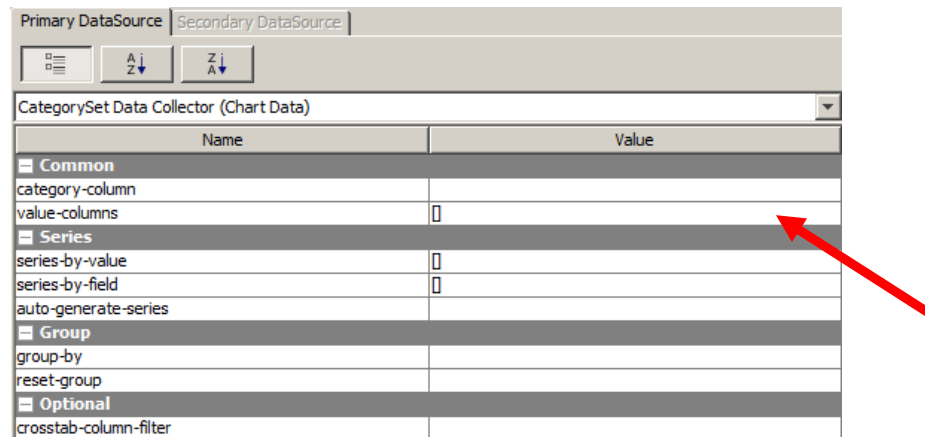 Primary DataSource Secondary DataSource
A Z Z A
CategorySet Data Collector (Chart Data)
Name Value
Common
category-column
value-columns []
Series
series-by-value []
series-by-field []
auto-generate-series
Group
group-by
reset-group
Optional
crosstab-column-filter